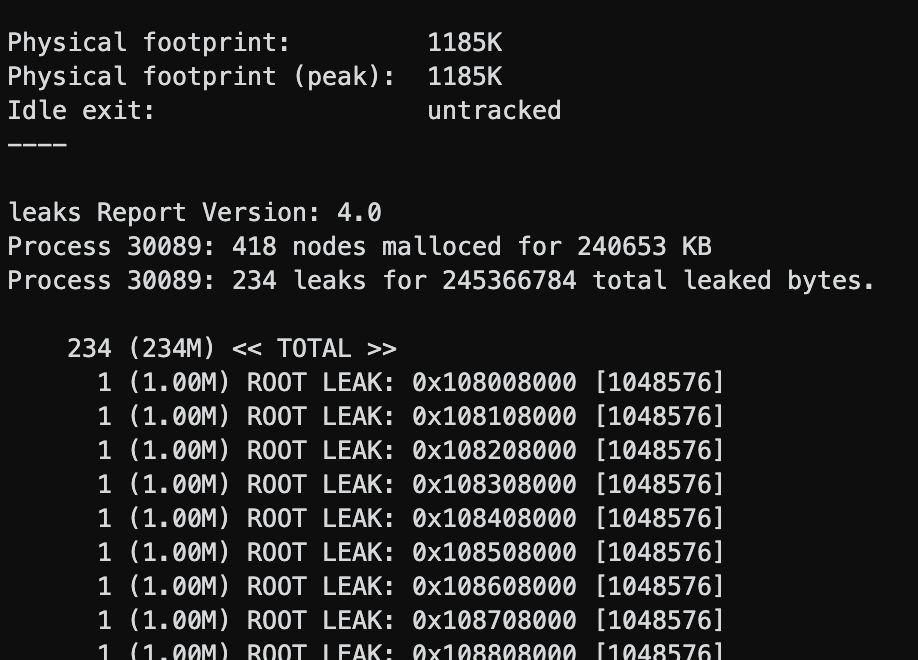 Physical footprint:         1185K
Physical footprint (peak):  1185K
Idle exit:                  untracked
----
leaks Report Version: 4.0
Process 30089: 418 nodes malloced for 240653 KB
Process 30089: 234 leaks for 245366784 total leaked bytes.
    234 (234M) << TOTAL >>
      1 (1.00M) ROOT LEAK: 0x108008000 [1048576]
      1 (1.00M) ROOT LEAK: 0x108108000 [1048576]
      1 (1.00M) ROOT LEAK: 0x108208000 [1048576]
      1 (1.00M) ROOT LEAK: 0x108308000 [1048576]
      1 (1.00M) ROOT LEAK: 0x108408000 [1048576]
      1 (1.00M) ROOT LEAK: 0x108508000 [1048576]
      1 (1.00M) ROOT LEAK: 0x108608000 [1048576]
      1 (1.00M) ROOT LEAK: 0x108708000 [1048576]
      1 (1.00M) ROOT LEAK: 0x108808000 [1048576]